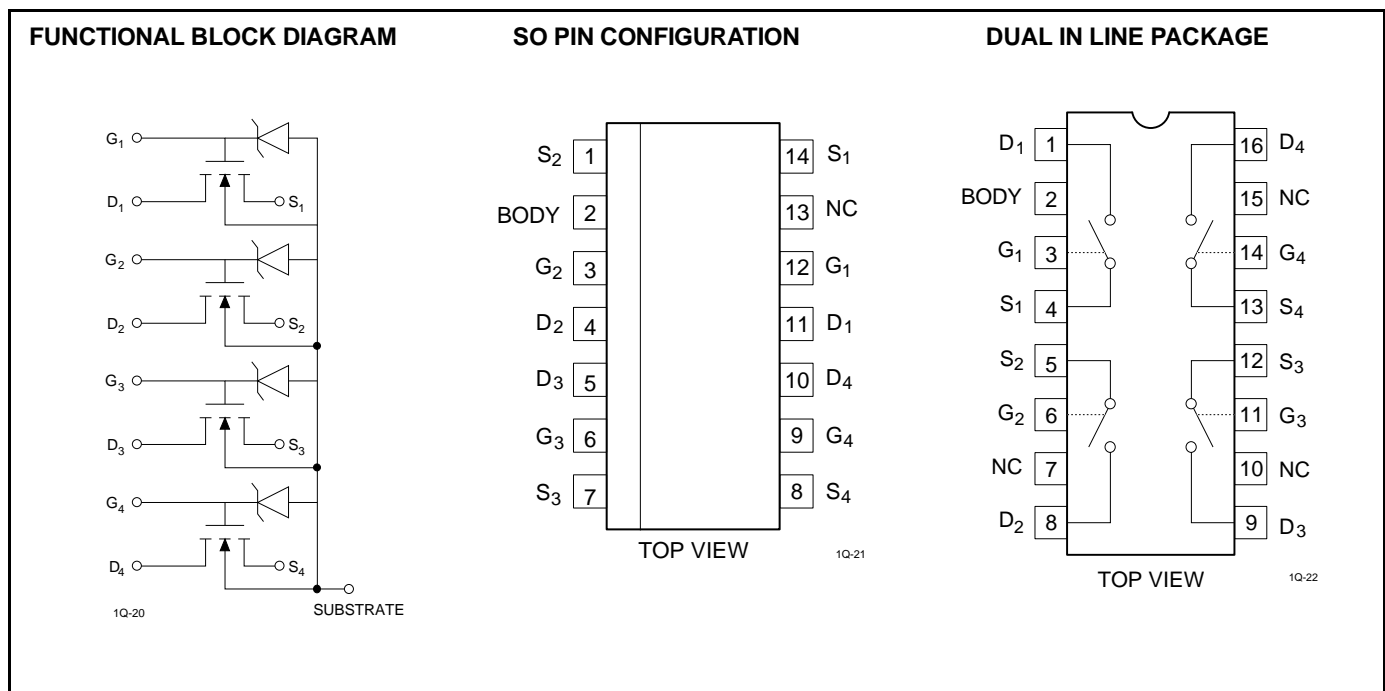 FUNCTIONAL BLOCK DIAGRAM
G1
D1
S1
G2
D2
S2
G3
D3
S3
G4
D4
S4
1Q-20
SUBSTRATE
SO PIN CONFIGURATION
S2 1 14 S1
BODY 2 13 NC
G2 3 12 G1
D2 4 11 D1
D3 5 10 D4
G3 6 9 G4
S3 7 8 S4
TOP VIEW
1Q-21
DUAL IN LINE PACKAGE
D1 1 16 D4
BODY 2 15 NC
G1 3 14 G4
S1 4 13 S4
S2 5 12 S3
G2 6 11 G3
NC 7 10 NC
D2 8 9 D3
TOP VIEW
1Q-22